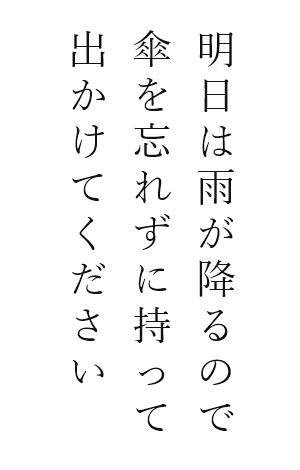 明日は雨が降るので
傘を忘れずに持って
出かけてください